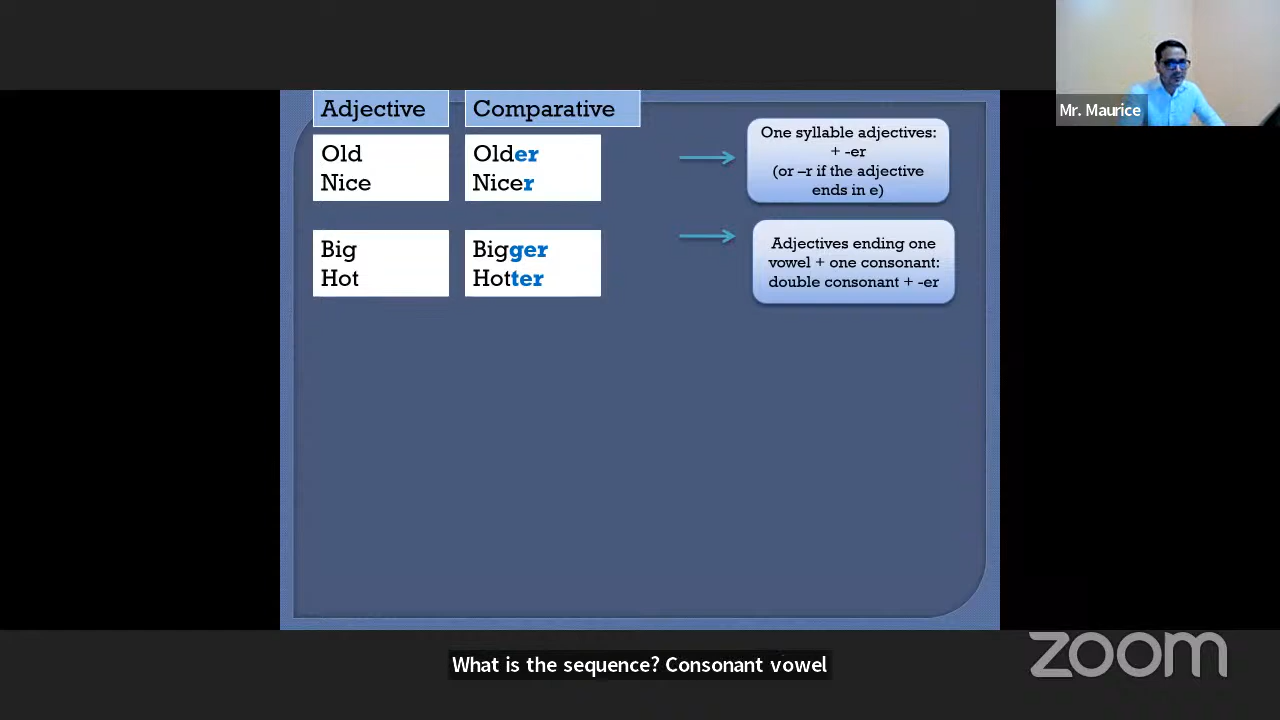 Mr. Maurice
Adjective Comparative
Old Older
Nice Nicer
One syllable adjectives:
+ -er
(or –r if the adjective
ends in e)
Big Bigger
Hot Hotter
Adjectives ending one
vowel + one consonant:
double consonant + -er
What is the sequence? Consonant vowel
zoom